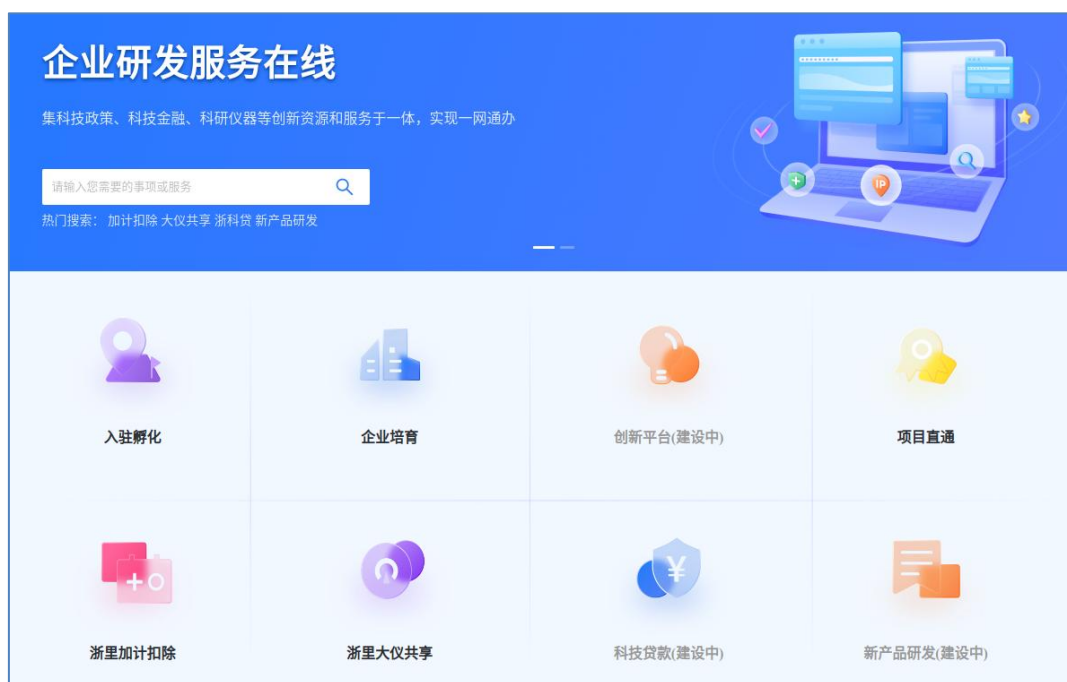 企业研发服务在线
集科技政策、科技金融、科研仪器等创新资源和服务于一体，实现一网通办
请输入您需要的事项或服务
热门搜索： 加计扣除 大仪共享 浙科贷 新产品研发
IP
入驻孵化
企业培育
创新平台(建设中)
项目直通
¥
浙里加计扣除
浙里大仪共享
科技贷款(建设中)
新产品研发(建设中)